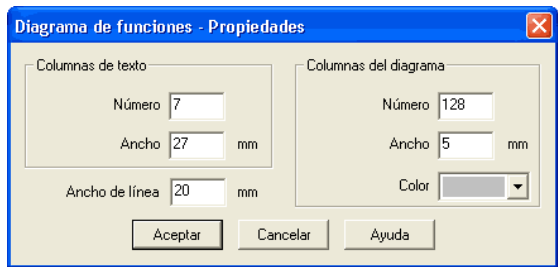 Diagrama de funciones - Propiedades
Columnas de texto
Número 7
Ancho 27 mm
Ancho de línea 20 mm
Columnas del diagrama
Número 128
Ancho 5 mm
Color
Aceptar Cancelar Ayuda